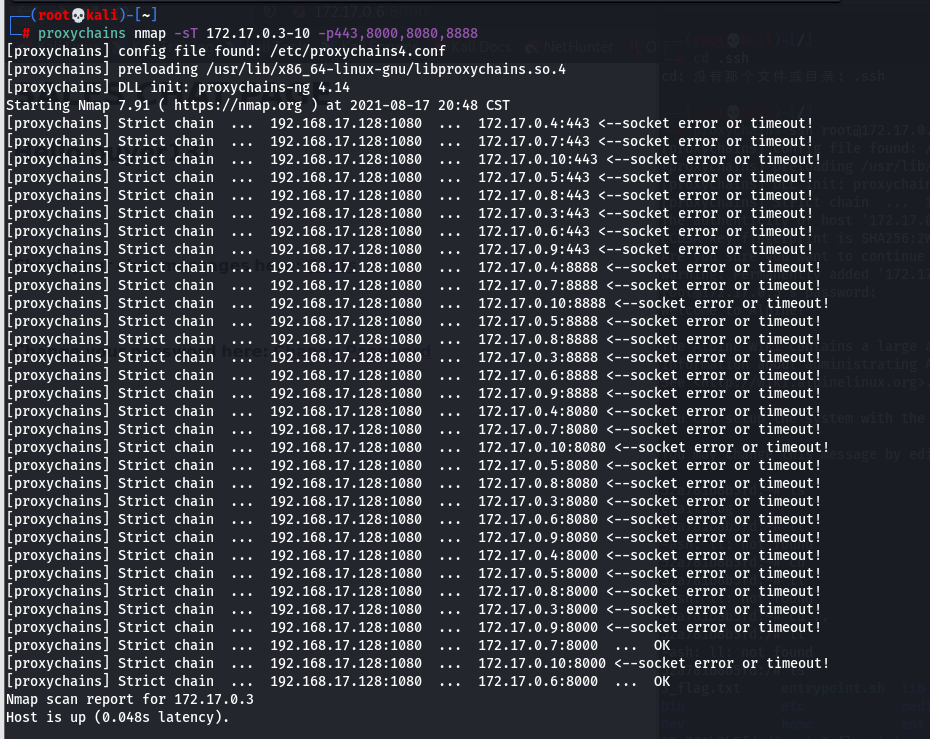 ┌──(root💀kali)-[~]
└─# proxychains nmap -sT 172.17.0.3-10 -p443,8000,8080,8888
[proxychains] config file found: /etc/proxychains4.conf
[proxychains] preloading /usr/lib/x86_64-linux-gnu/libproxychains.so.4
[proxychains] DLL init: proxychains-ng 4.14
Starting Nmap 7.91 ( https://nmap.org ) at 2021-08-17 20:48 CST
[proxychains] Strict chain  ...  192.168.17.128:1080  ...  172.17.0.4:443 <--socket error or timeout!
[proxychains] Strict chain  ...  192.168.17.128:1080  ...  172.17.0.7:443 <--socket error or timeout!
[proxychains] Strict chain  ...  192.168.17.128:1080  ...  172.17.0.10:443 <--socket error or timeout!
[proxychains] Strict chain  ...  192.168.17.128:1080  ...  172.17.0.5:443 <--socket error or timeout!
[proxychains] Strict chain  ...  192.168.17.128:1080  ...  172.17.0.8:443 <--socket error or timeout!
[proxychains] Strict chain  ...  192.168.17.128:1080  ...  172.17.0.3:443 <--socket error or timeout!
[proxychains] Strict chain  ...  192.168.17.128:1080  ...  172.17.0.6:443 <--socket error or timeout!
[proxychains] Strict chain  ...  192.168.17.128:1080  ...  172.17.0.9:443 <--socket error or timeout!
[proxychains] Strict chain  ...  192.168.17.128:1080  ...  172.17.0.4:8888 <--socket error or timeout!
[proxychains] Strict chain  ...  192.168.17.128:1080  ...  172.17.0.7:8888 <--socket error or timeout!
[proxychains] Strict chain  ...  192.168.17.128:1080  ...  172.17.0.10:8888 <--socket error or timeout!
[proxychains] Strict chain  ...  192.168.17.128:1080  ...  172.17.0.5:8888 <--socket error or timeout!
[proxychains] Strict chain  ...  192.168.17.128:1080  ...  172.17.0.8:8888 <--socket error or timeout!
[proxychains] Strict chain  ...  192.168.17.128:1080  ...  172.17.0.3:8888 <--socket error or timeout!
[proxychains] Strict chain  ...  192.168.17.128:1080  ...  172.17.0.6:8888 <--socket error or timeout!
[proxychains] Strict chain  ...  192.168.17.128:1080  ...  172.17.0.9:8888 <--socket error or timeout!
[proxychains] Strict chain  ...  192.168.17.128:1080  ...  172.17.0.4:8080 <--socket error or timeout!
[proxychains] Strict chain  ...  192.168.17.128:1080  ...  172.17.0.7:8080 <--socket error or timeout!
[proxychains] Strict chain  ...  192.168.17.128:1080  ...  172.17.0.10:8080 <--socket error or timeout!
[proxychains] Strict chain  ...  192.168.17.128:1080  ...  172.17.0.5:8080 <--socket error or timeout!
[proxychains] Strict chain  ...  192.168.17.128:1080  ...  172.17.0.8:8080 <--socket error or timeout!
[proxychains] Strict chain  ...  192.168.17.128:1080  ...  172.17.0.3:8080 <--socket error or timeout!
[proxychains] Strict chain  ...  192.168.17.128:1080  ...  172.17.0.6:8080 <--socket error or timeout!
[proxychains] Strict chain  ...  192.168.17.128:1080  ...  172.17.0.9:8080 <--socket error or timeout!
[proxychains] Strict chain  ...  192.168.17.128:1080  ...  172.17.0.4:8000 <--socket error or timeout!
[proxychains] Strict chain  ...  192.168.17.128:1080  ...  172.17.0.5:8000 <--socket error or timeout!
[proxychains] Strict chain  ...  192.168.17.128:1080  ...  172.17.0.8:8000 <--socket error or timeout!
[proxychains] Strict chain  ...  192.168.17.128:1080  ...  172.17.0.3:8000 <--socket error or timeout!
[proxychains] Strict chain  ...  192.168.17.128:1080  ...  172.17.0.9:8000 <--socket error or timeout!
[proxychains] Strict chain  ...  192.168.17.128:1080  ...  172.17.0.7:8000  ...  OK
[proxychains] Strict chain  ...  192.168.17.128:1080  ...  172.17.0.10:8000 <--socket error or timeout!
[proxychains] Strict chain  ...  192.168.17.128:1080  ...  172.17.0.6:8000  ...  OK
Nmap scan report for 172.17.0.3
Host is up (0.048s latency).